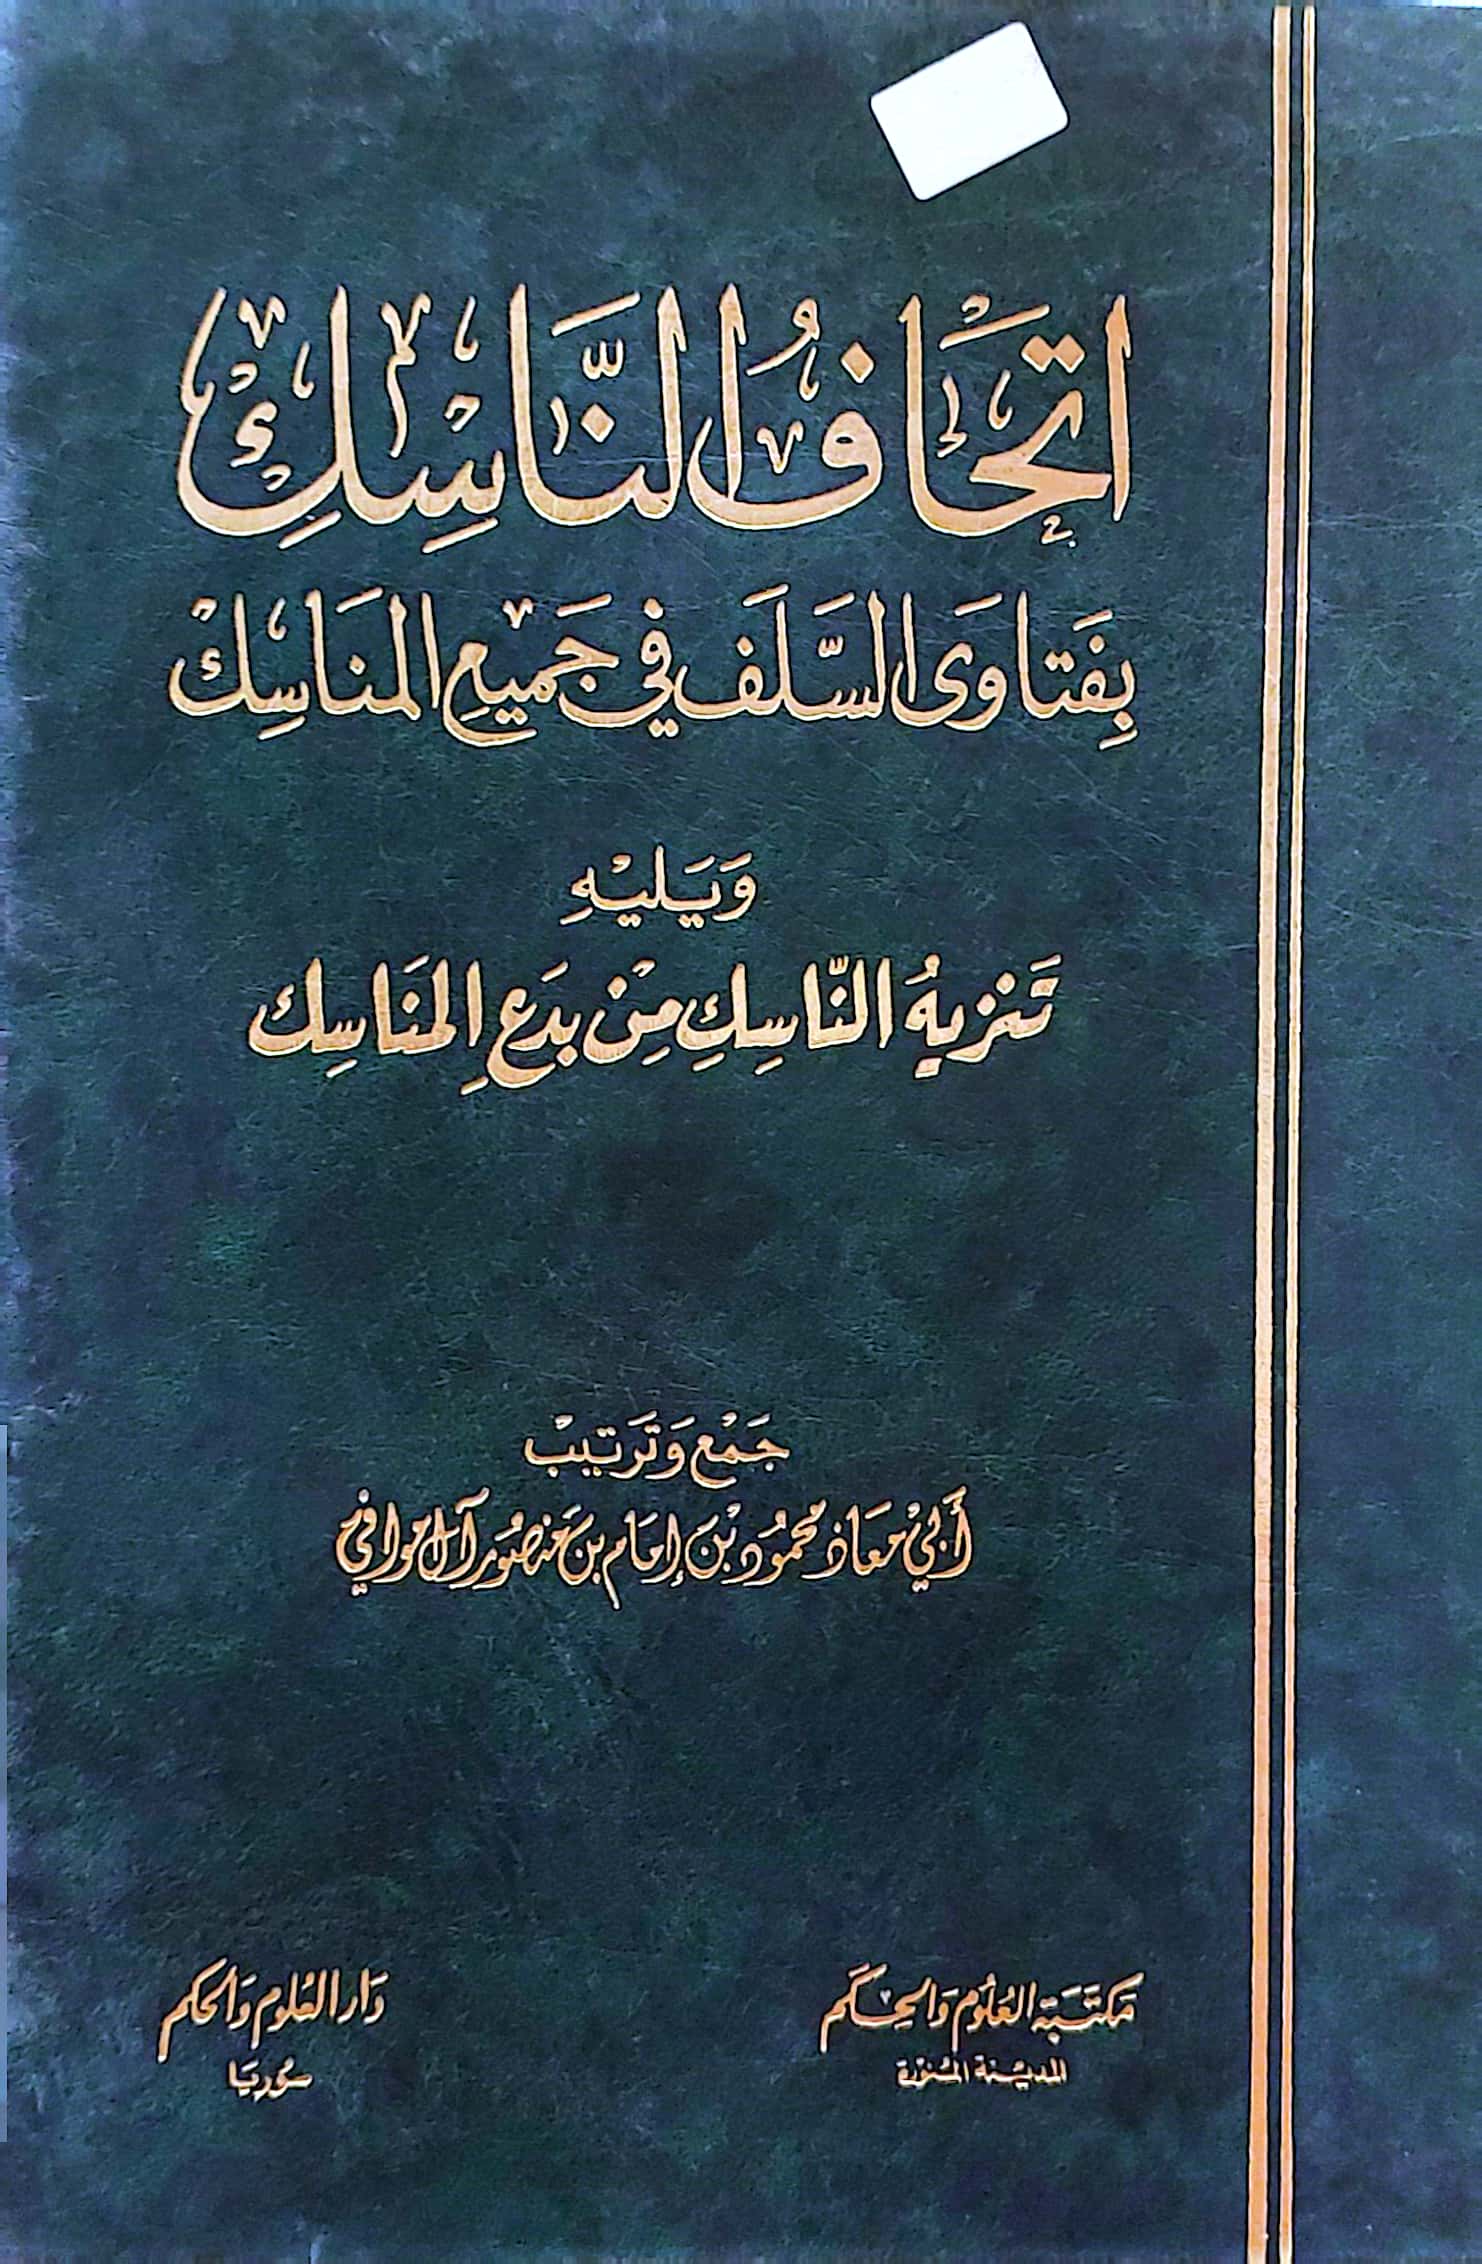 إتحاف الناسك
بفتاوى السلف في جميع المناسك
ويليه
تنزيه الناسك من بدع المناسك
جمع وترتيب
أبي معاذ محمود بن إمام بن منصور آل موافي
مكتبة العلوم والحكم
المدينة المنورة
دار العلوم والحكم
سوريا